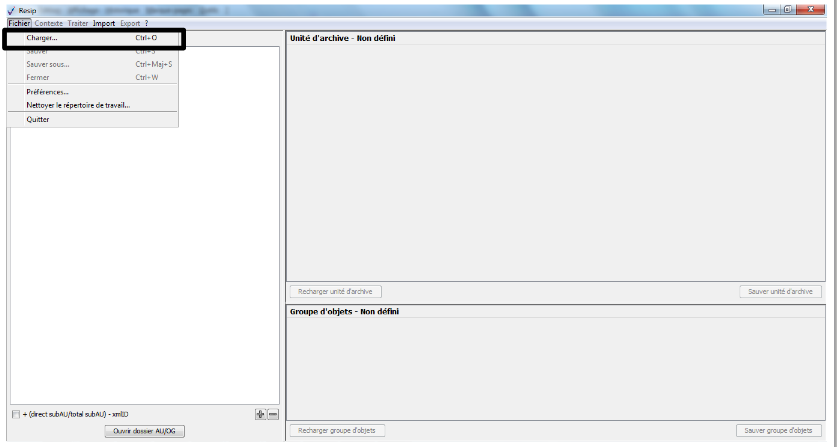 Resip
Fichier Contexte Traiter Import Export ?
Charger... Ctrl+O
Sauver Ctrl+S
Sauver sous... Ctrl+Maj+S
Fermer Ctrl+W
Préférences...
Nettoyer le répertoire de travail...
Quitter
+ (direct subAU/total subAU) - xmlID
Ouvrir dossier AU/OG
Unité d'archive - Non défini
Recharger unité d'archive Sauver unité d'archive
Groupe d'objets - Non défini
Recharger groupe d'objets Sauver groupe d'objets